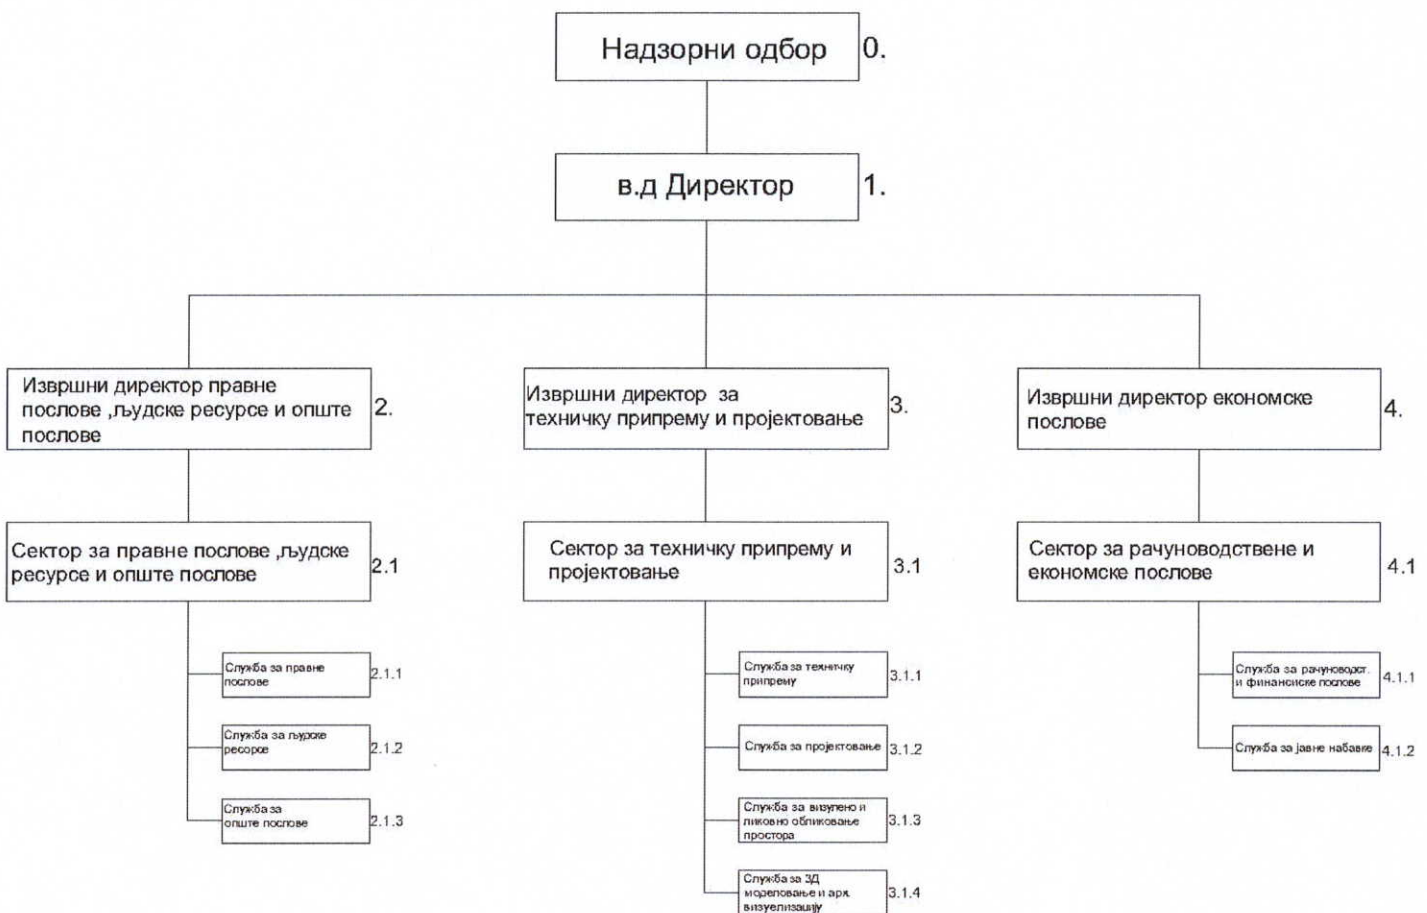 Надзорни одбор 0.
в.д Директор 1.
Извршни директор правне
послове ,људске ресурсе и опште
послове
2.
Извршни директор за
техничку припрему и пројектовање
3.
Извршни директор економске
послове
4.
Сектор за правне послове ,људске
ресурсе и опште послове
2.1
Сектор за техничку припрему и
пројектовање
3.1
Сектор за рачуноводствене и
економске послове
4.1
Служба за правне
послове
2.1.1
Служба за људске
ресорсе
2.1.2
Служба за
опште послове
2.1.3
Служба за техничку
припрему
3.1.1
Служба за пројектовање 3.1.2
Служба за визулено и
ликовно обликовање
простора
3.1.3
Служба за 3Д
моделовање и арх.
визуелизацију
3.1.4
Служба за рачуноводст.
и финансиске послове
4.1.1
Служба за јавне набавке 4.1.2